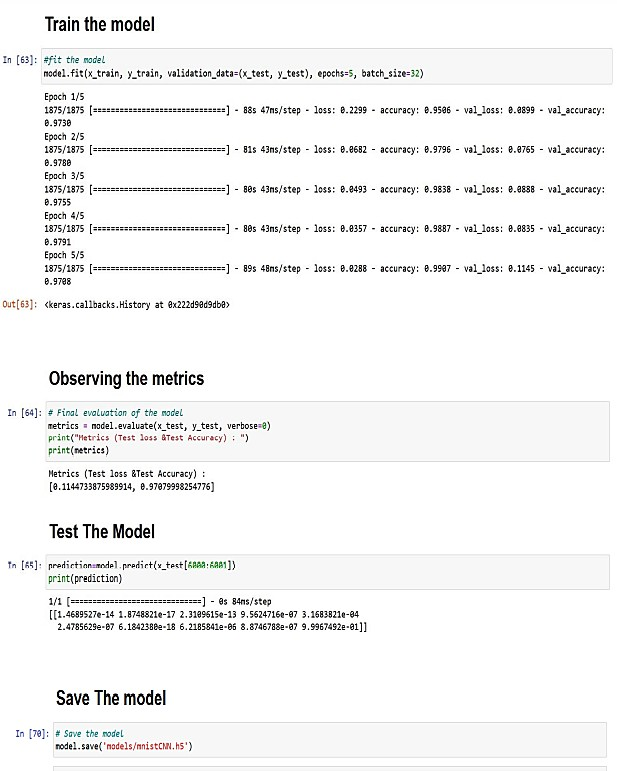 Train the model
In [63]: #fit the model
model.fit(x_train, y_train, validation_data=(x_test, y_test), epochs=5, batch_size=32)
Epoch 1/5
1875/1875 [==============================] - 88s 47ms/step - loss: 0.2299 - accuracy: 0.9506 - val_loss: 0.0899 - val_accuracy:
0.9730
Epoch 2/5
1875/1875 [==============================] - 81s 43ms/step - loss: 0.0682 - accuracy: 0.9796 - val_loss: 0.0765 - val_accuracy:
0.9780
Epoch 3/5
1875/1875 [==============================] - 80s 43ms/step - loss: 0.0493 - accuracy: 0.9838 - val_loss: 0.0888 - val_accuracy:
0.9755
Epoch 4/5
1875/1875 [==============================] - 80s 43ms/step - loss: 0.0357 - accuracy: 0.9887 - val_loss: 0.0835 - val_accuracy:
0.9791
Epoch 5/5
1875/1875 [==============================] - 89s 48ms/step - loss: 0.0288 - accuracy: 0.9907 - val_loss: 0.1145 - val_accuracy:
0.9708
Out[63]: <keras.callbacks.History at 0x222d90d9db0>
Observing the metrics
In [64]: # Final evaluation of the model
metrics = model.evaluate(x_test, y_test, verbose=0)
print("Metrics (Test loss &Test Accuracy) : ")
print(metrics)
Metrics (Test loss &Test Accuracy) :
[0.1144733875989914, 0.97079998254776]
Test The Model
In [65]: prediction=model.predict(x_test[6000:6001])
print(prediction)
1/1 [==============================] - 0s 84ms/step
[[1.4689527e-14 1.8748821e-17 2.3109615e-13 9.5624716e-07 3.1683821e-04
2.4785629e-07 6.1842380e-18 6.2185841e-06 8.8746788e-07 9.9967492e-01]]
Save The model
In [70]: # Save the model
model.save('models/mnistCNN.h5')